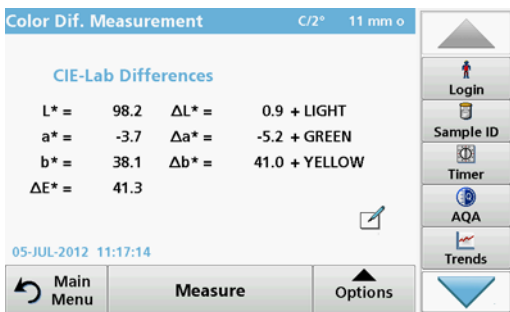 Color Dif. Measurement C/2° 11 mm o
CIE-Lab Differences
L* = 98.2 ΔL* = 0.9 + LIGHT
a* = -3.7 Δa* = -5.2 + GREEN
b* = 38.1 Δb* = 41.0 + YELLOW
ΔE* = 41.3
05-JUL-2012 11:17:14
Main Menu
Measure
Options
Login
Sample ID
Timer
AQA
Trends